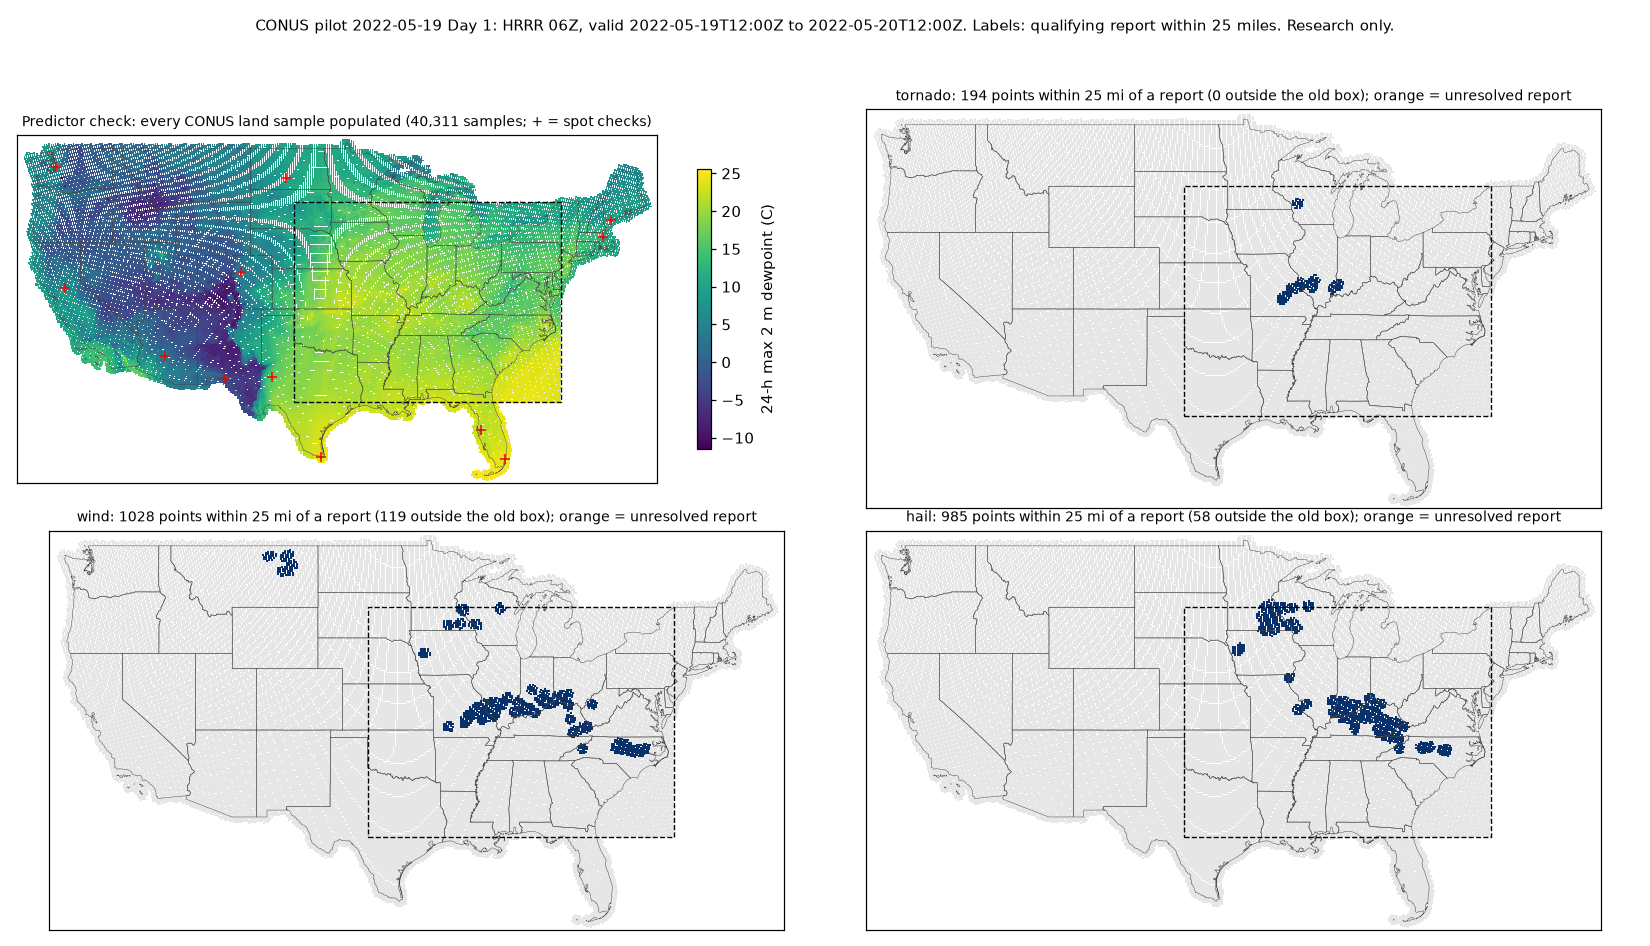 CONUS pilot 2022-05-19 Day 1: HRRR 06Z, valid 2022-05-19T12:00Z to 2022-05-20T12:00Z. Labels: qualifying report within 25 miles. Research only.
Predictor check: every CONUS land sample populated (40,311 samples; + = spot checks)
25
20
15
10
5
0
−5
−10
24-h max 2 m dewpoint (C)
tornado: 194 points within 25 mi of a report (0 outside the old box); orange = unresolved report
wind: 1028 points within 25 mi of a report (119 outside the old box); orange = unresolved report
hail: 985 points within 25 mi of a report (58 outside the old box); orange = unresolved report